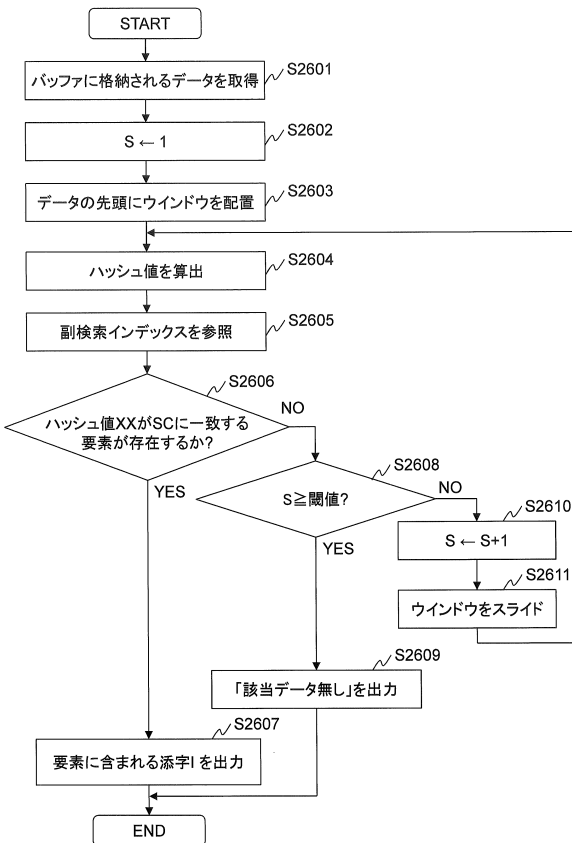 START
バッファに格納されるデータを取得
S2601
S ← 1
S2602
データの先頭にウインドウを配置
S2603
ハッシュ値を算出
S2604
副検索インデックスを参照
S2605
S2606
ハッシュ値XXがSCに一致する
要素が存在するか?
NO
YES
S2608
S≧閾値?
NO
YES
S2610
S ← S+1
S2611
ウインドウをスライド
S2609
「該当データ無し」を出力
S2607
要素に含まれる添字I を出力
END